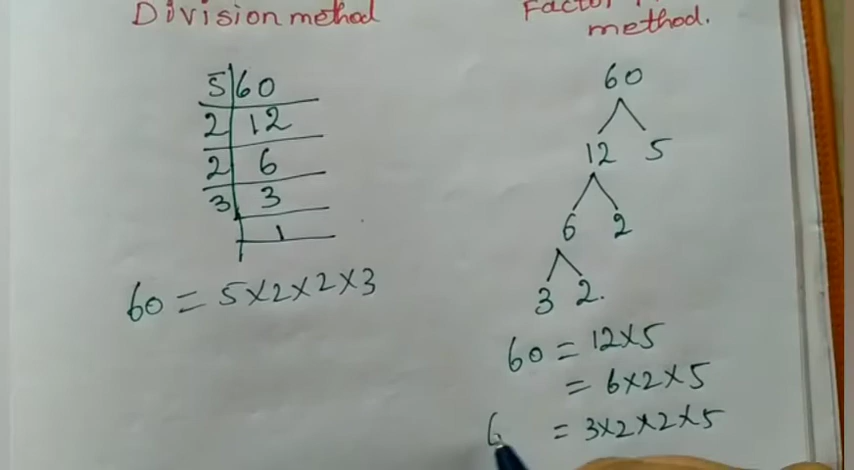 Division method
5|60
2|12
2|6
3|3
1
60 = 5×2×2×3
Factor
method.
60
12 5
6 2
3 2.
60 = 12×5
= 6×2×5
6 = 3×2×2×5